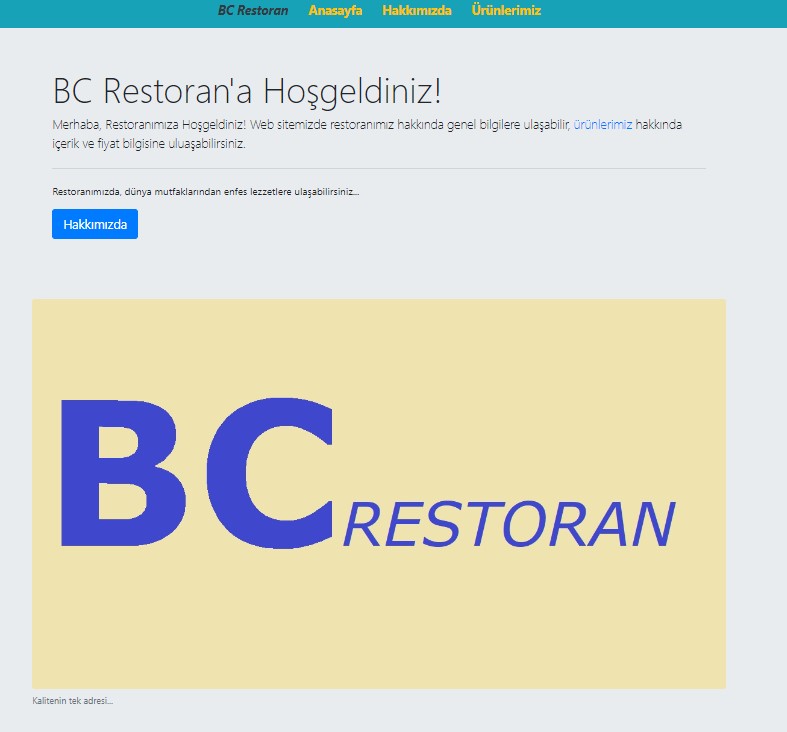 BC Restoran Anasayfa Hakkımızda Ürünlerimiz
BC Restoran'a Hoşgeldiniz!
Merhaba, Restoranımıza Hoşgeldiniz! Web sitemizde restoranımız hakkında genel bilgilere ulaşabilir, ürünlerimiz hakkında
içerik ve fiyat bilgisine uluaşabilirsiniz.
Restoranımızda, dünya mutfaklarından enfes lezzetlere ulaşabilirsiniz...
Hakkımızda
BC RESTORAN
Kalitenin tek adresi...